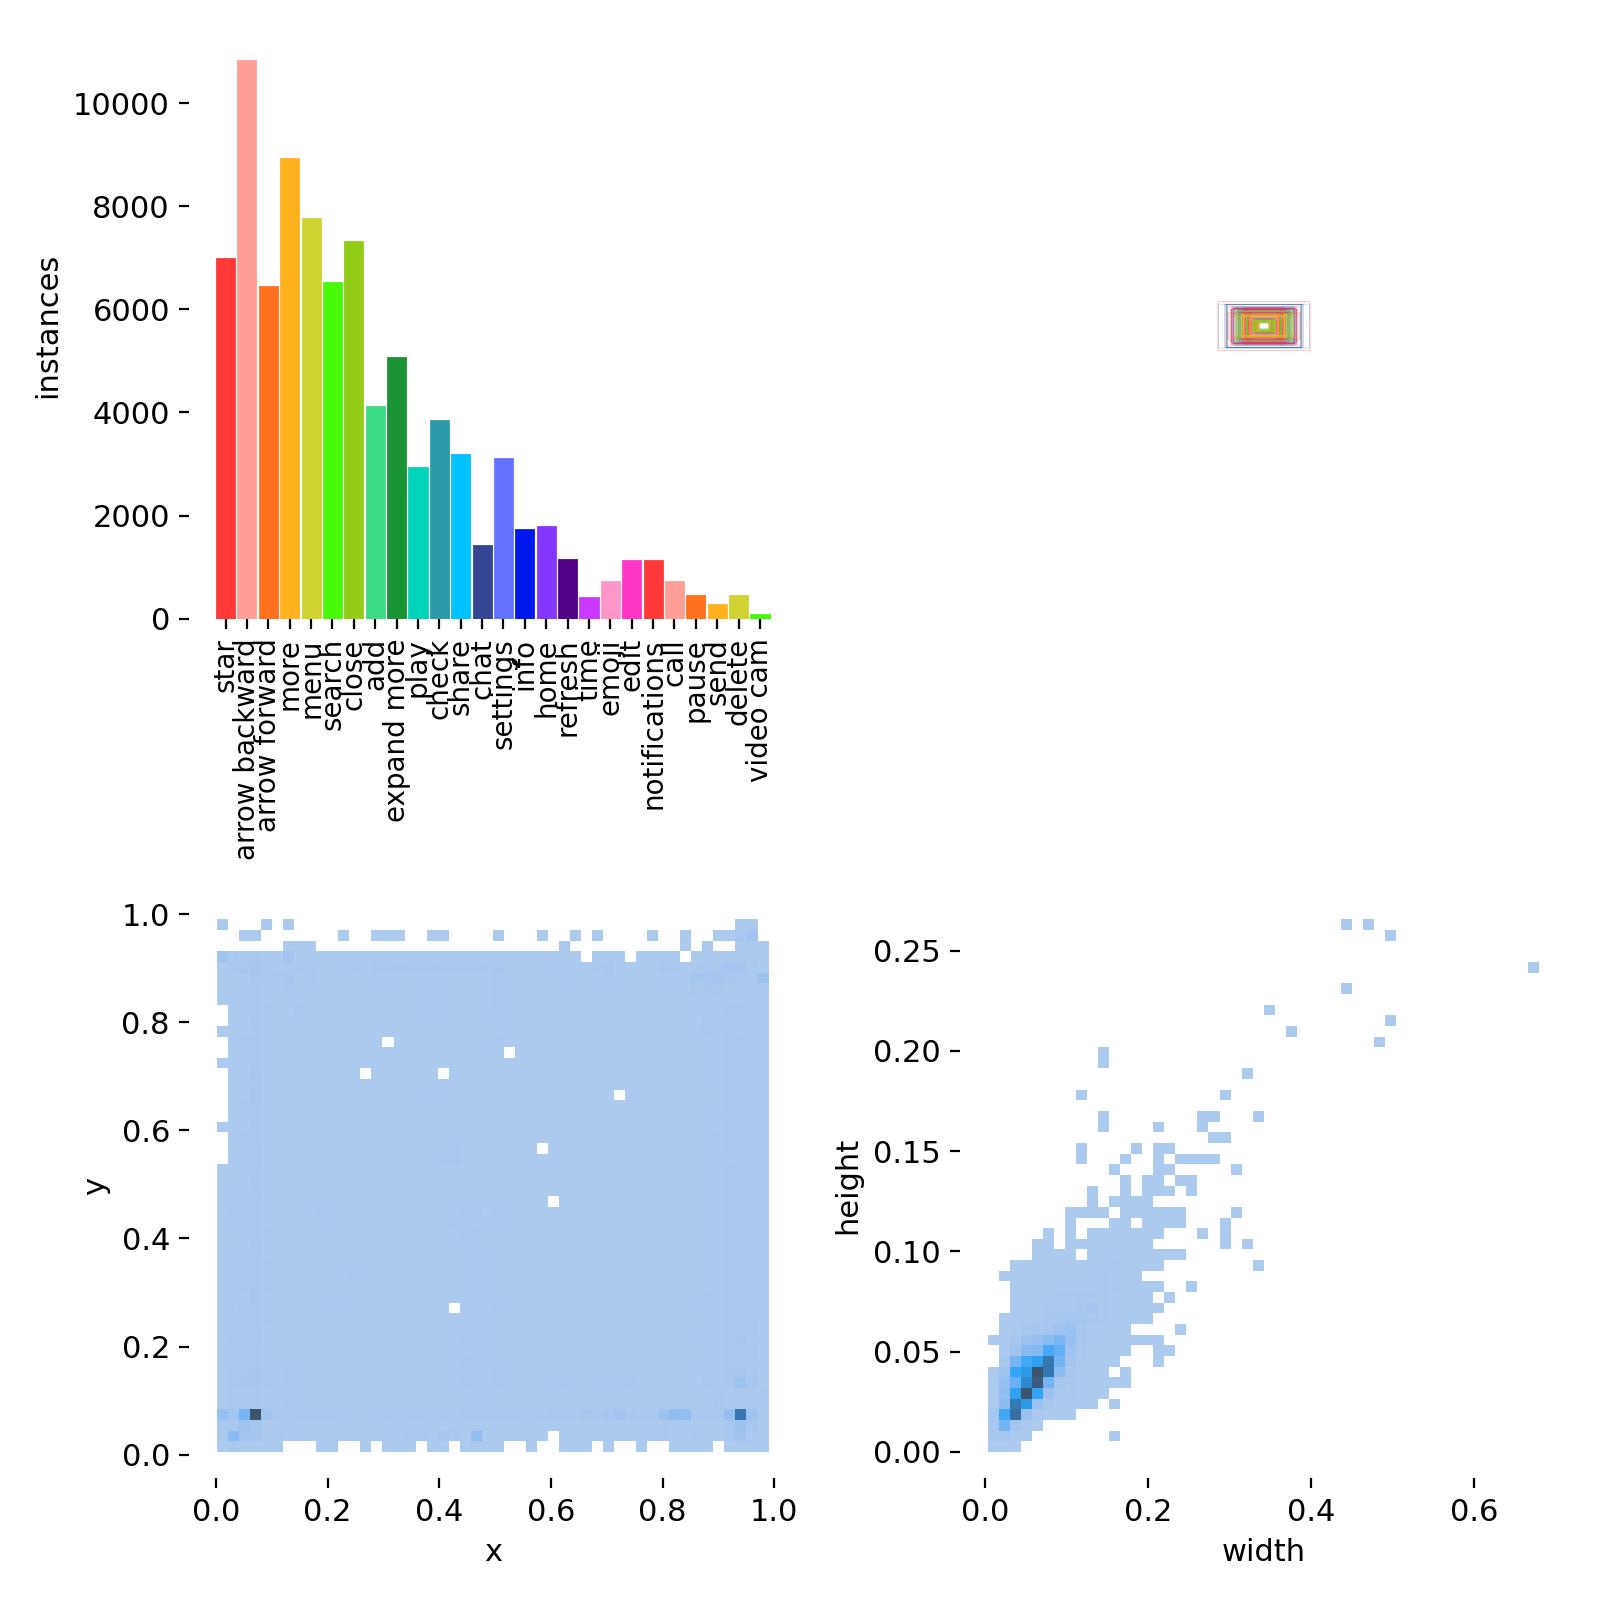 10000
8000
6000
4000
2000
0
instances
star
arrow backward
arrow forward
more
menu
search
close
add
expand more
play
check
share
chat
settings
info
home
refresh
time
emoji
edit
notifications
call
pause
send
delete
video cam
1.0
0.8
0.6
0.4
0.2
0.0
y
0.0 0.2 0.4 0.6 0.8 1.0
x
0.25
0.20
0.15
0.10
0.05
0.00
height
0.0 0.2 0.4 0.6
width